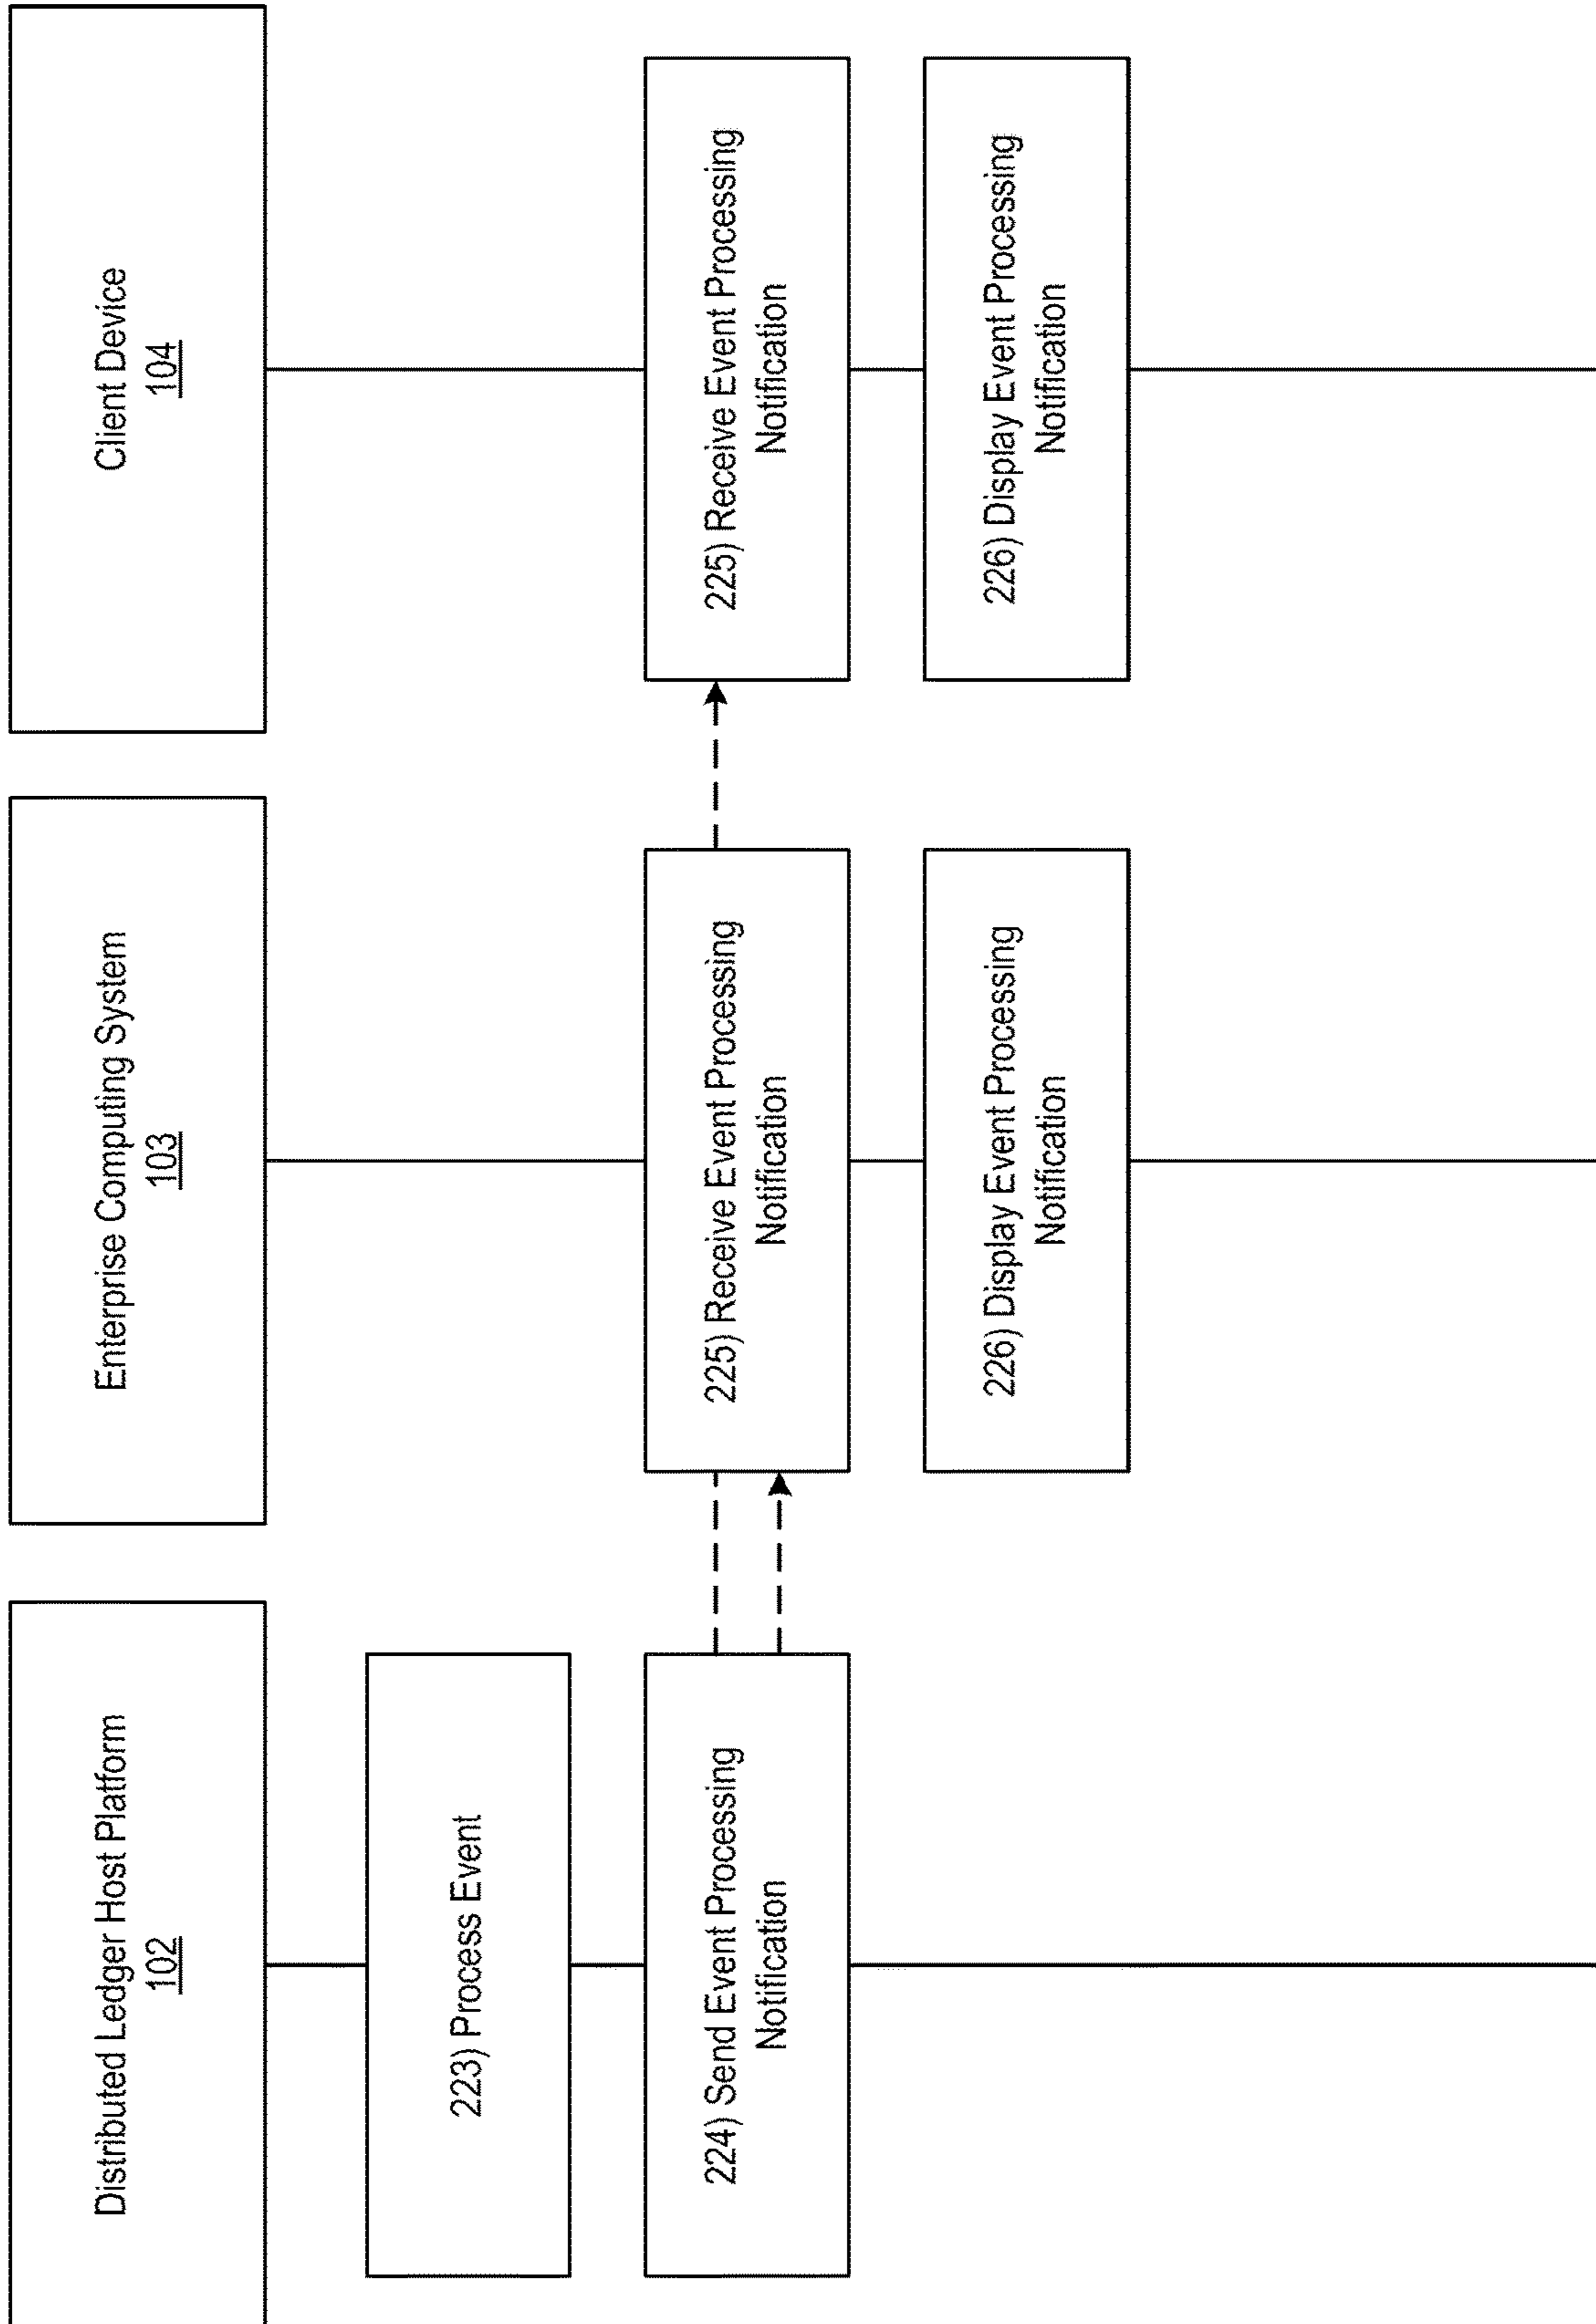 Distributed Ledger Host Platform
102
Enterprise Computing System
103
Client Device
104
223) Process Event
224) Send Event Processing
Notification
225) Receive Event Processing
Notification
225) Receive Event Processing
Notification
226) Display Event Processing
Notification
226) Display Event Processing
Notification